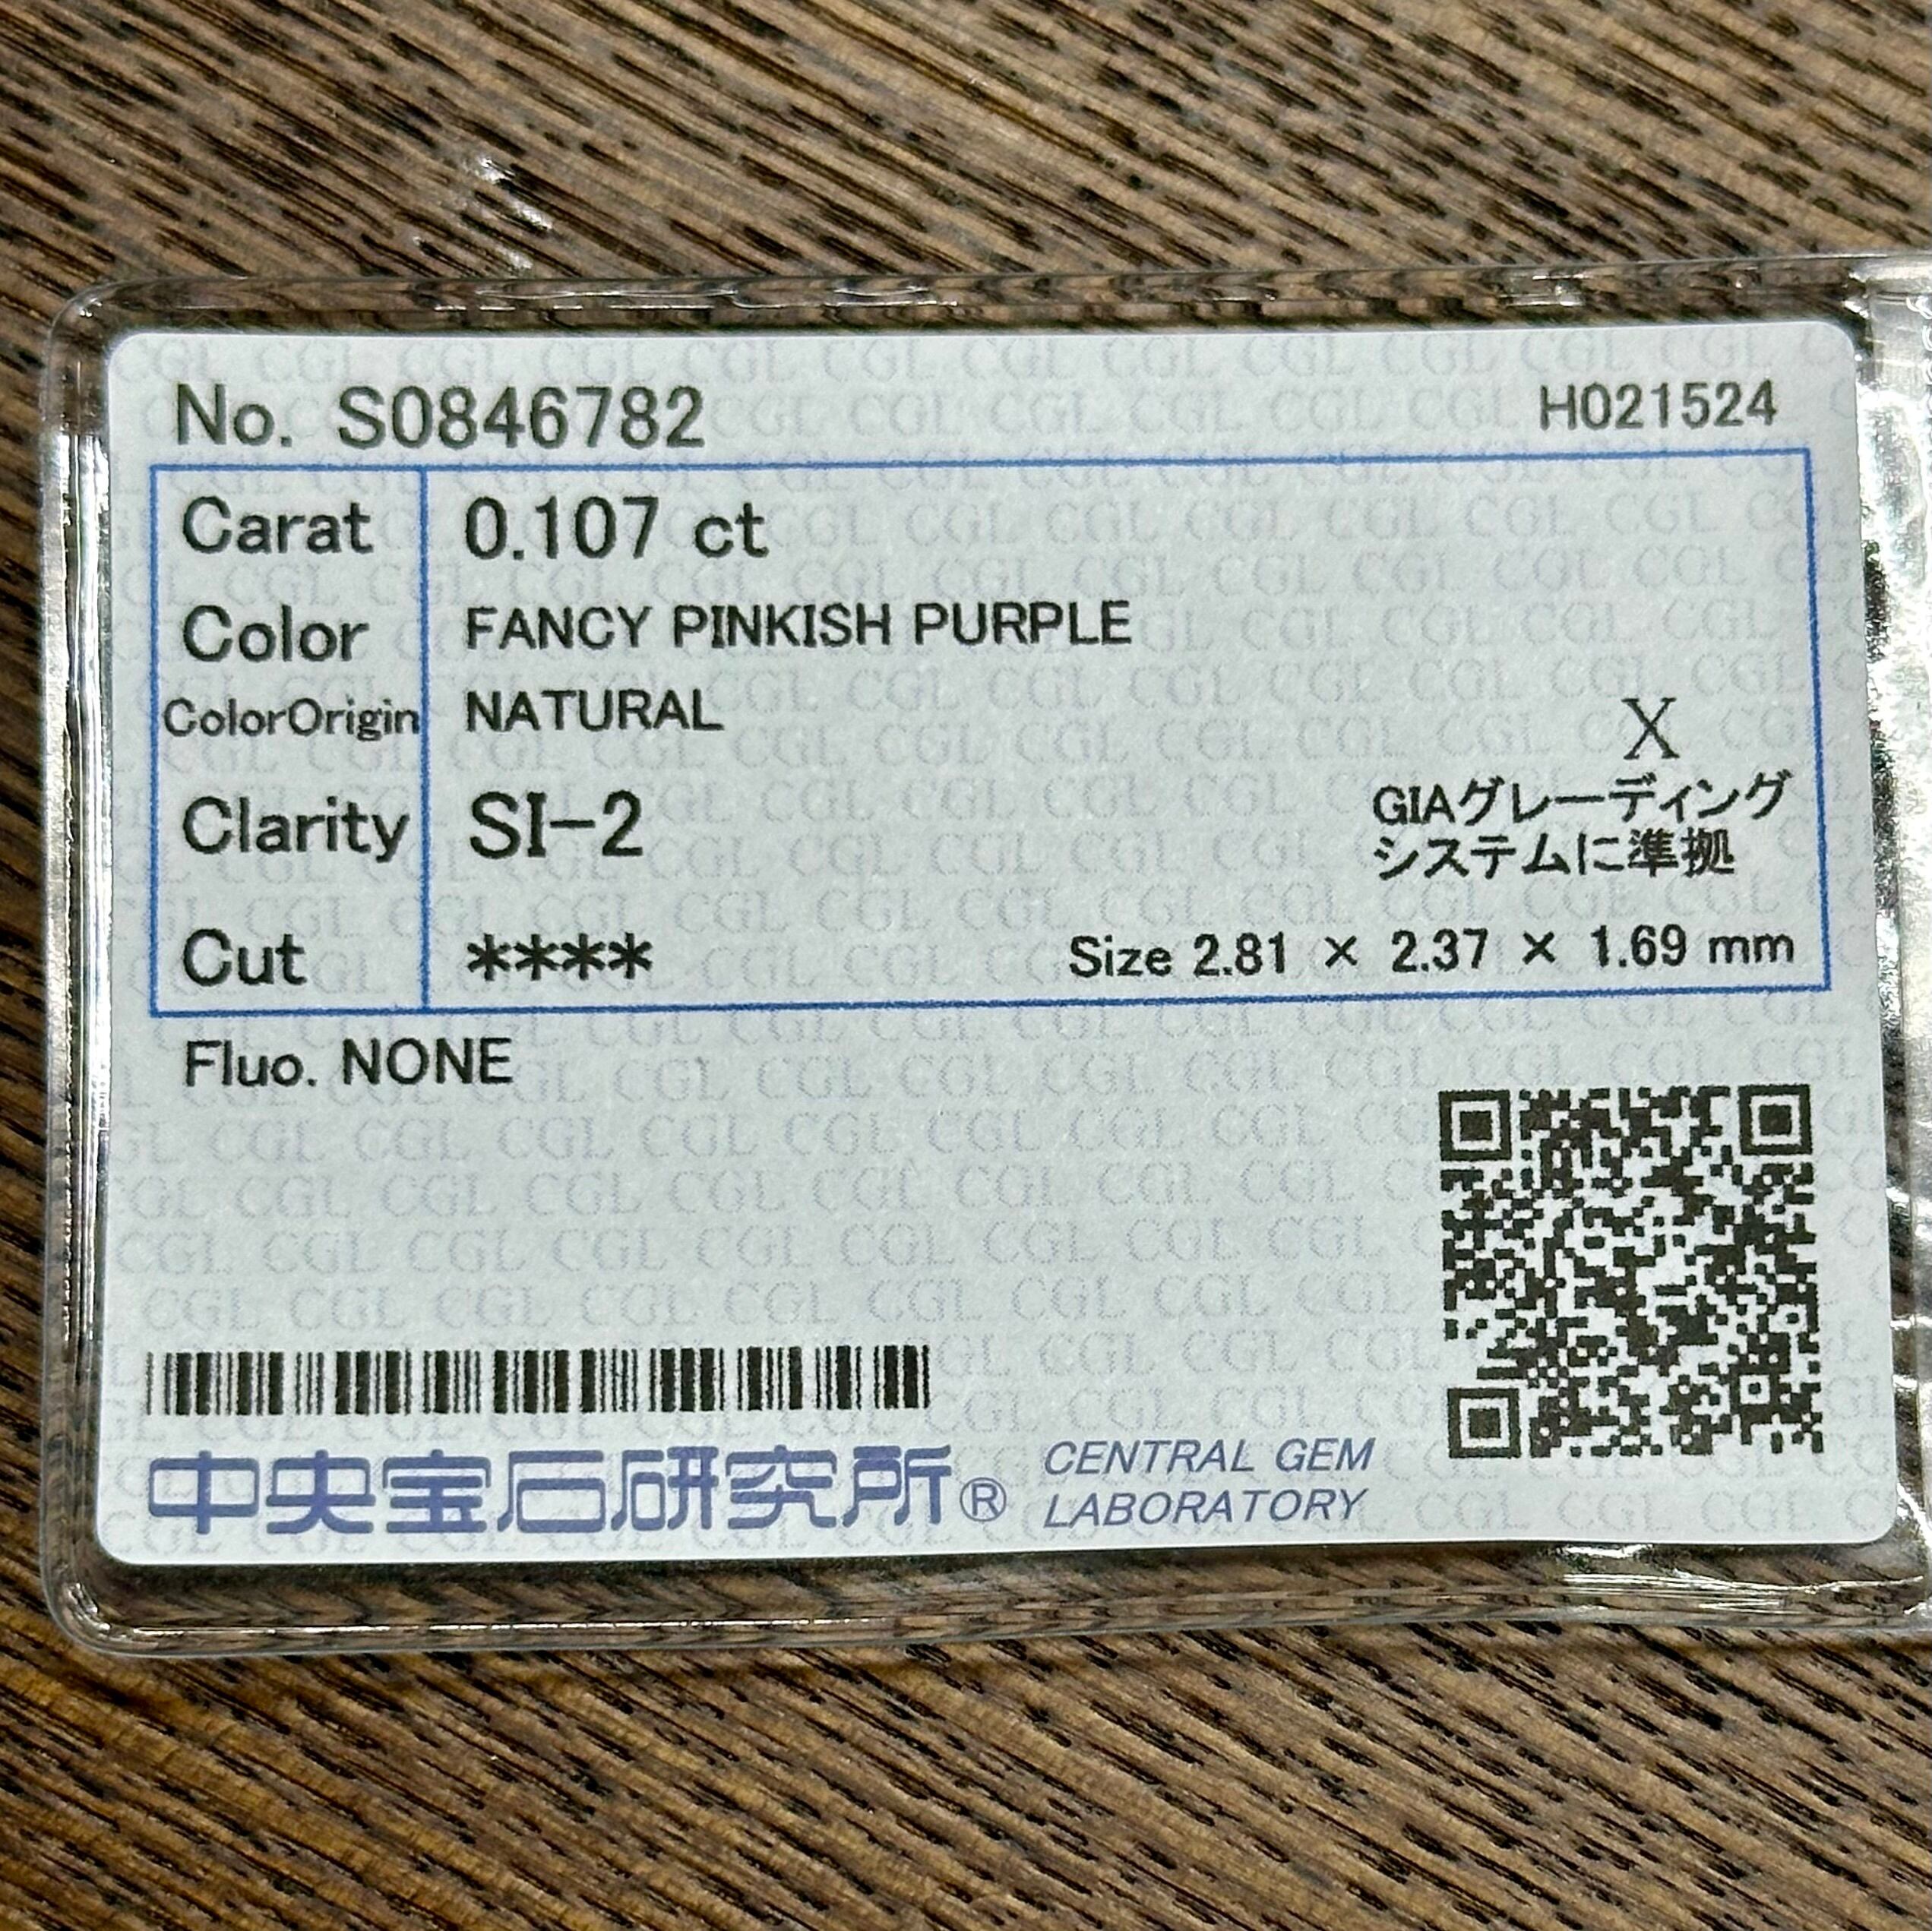 No. S0846782 H021524
Carat 0.107 ct
Color FANCY PINKISH PURPLE
ColorOrigin NATURAL
X
Clarity SI-2
GIAグレーディング
システムに準拠
Cut **** Size 2.81 × 2.37 × 1.69 mm
Fluo. NONE
中央宝石研究所® CENTRAL GEM
LABORATORY